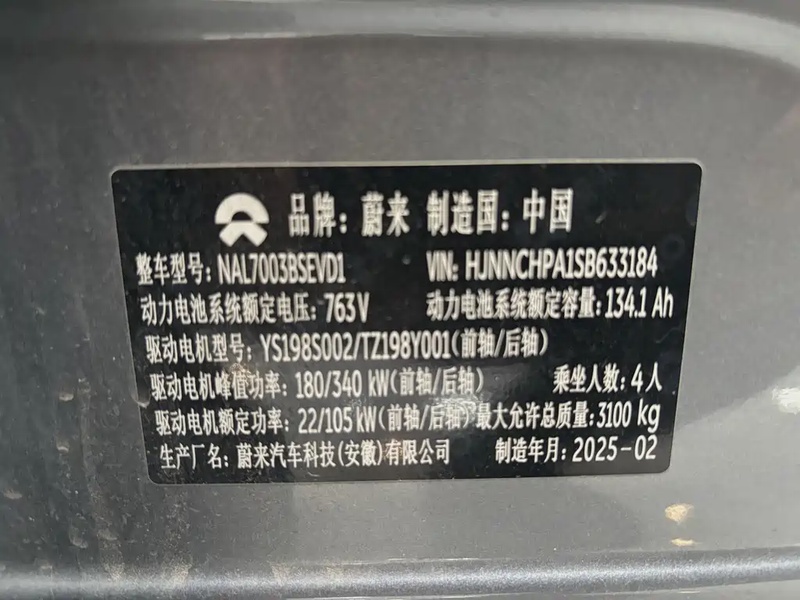 品牌：蔚来 制造国：中国
整车型号：NAL7003BSEVD1 VIN：HJNNCHPA1SB633184
动力电池系统额定电压：763V 动力电池系统额定容量：134.1 Ah
驱动电机型号：YS198S002/TZ198Y001(前轴/后轴)
驱动电机峰值功率：180/340 kW(前轴/后轴) 乘坐人数：4人
驱动电机额定功率：22/105 kW(前轴/后轴) 最大允许总质量：3100 kg
生产厂名：蔚来汽车科技(安徽)有限公司 制造年月：2025-02